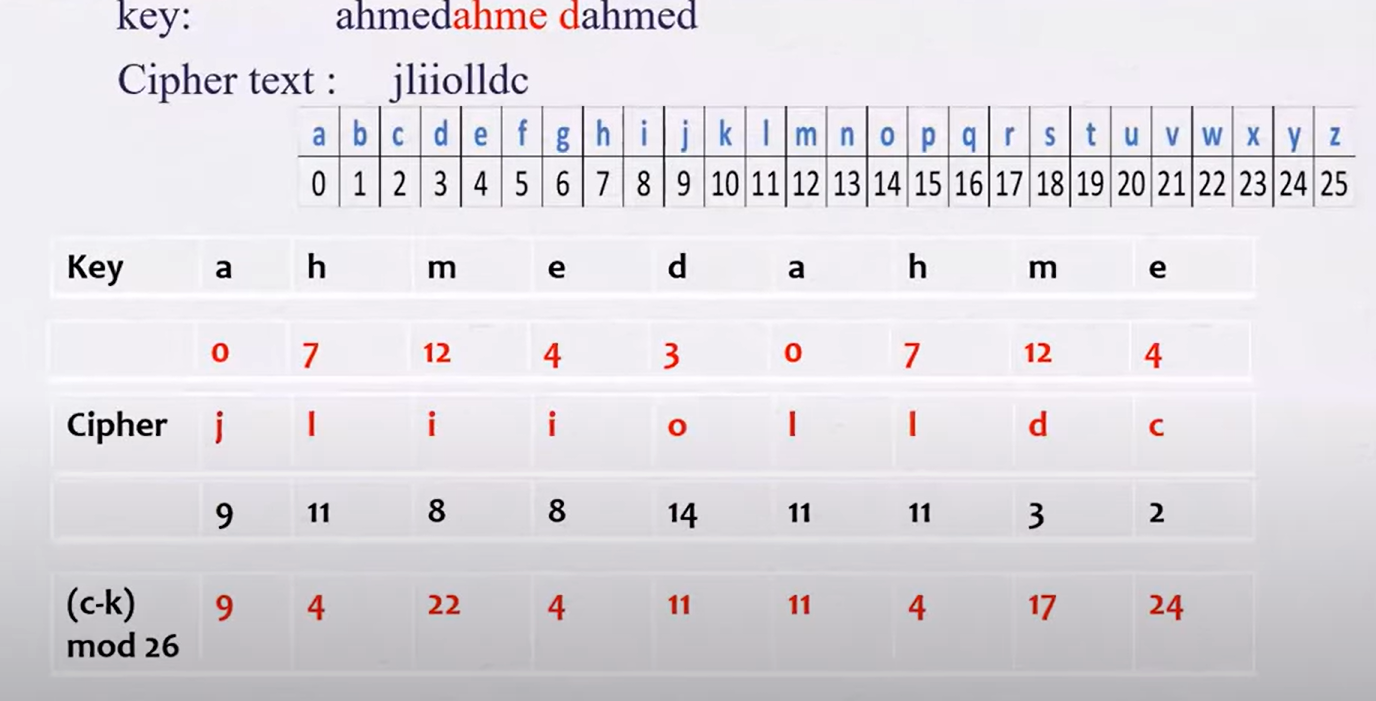 key: ahmedahme dahmed
Cipher text : jliiolldc
a b c d e f g h i j k l m n o p q r s t u v w x y z
0 1 2 3 4 5 6 7 8 9 10 11 12 13 14 15 16 17 18 19 20 21 22 23 24 25
Key a h m e d a h m e
0 7 12 4 3 0 7 12 4
Cipher j l i i o l l d c
9 11 8 8 14 11 11 3 2
(c-k) 9 4 22 4 11 11 4 17 24
mod 26